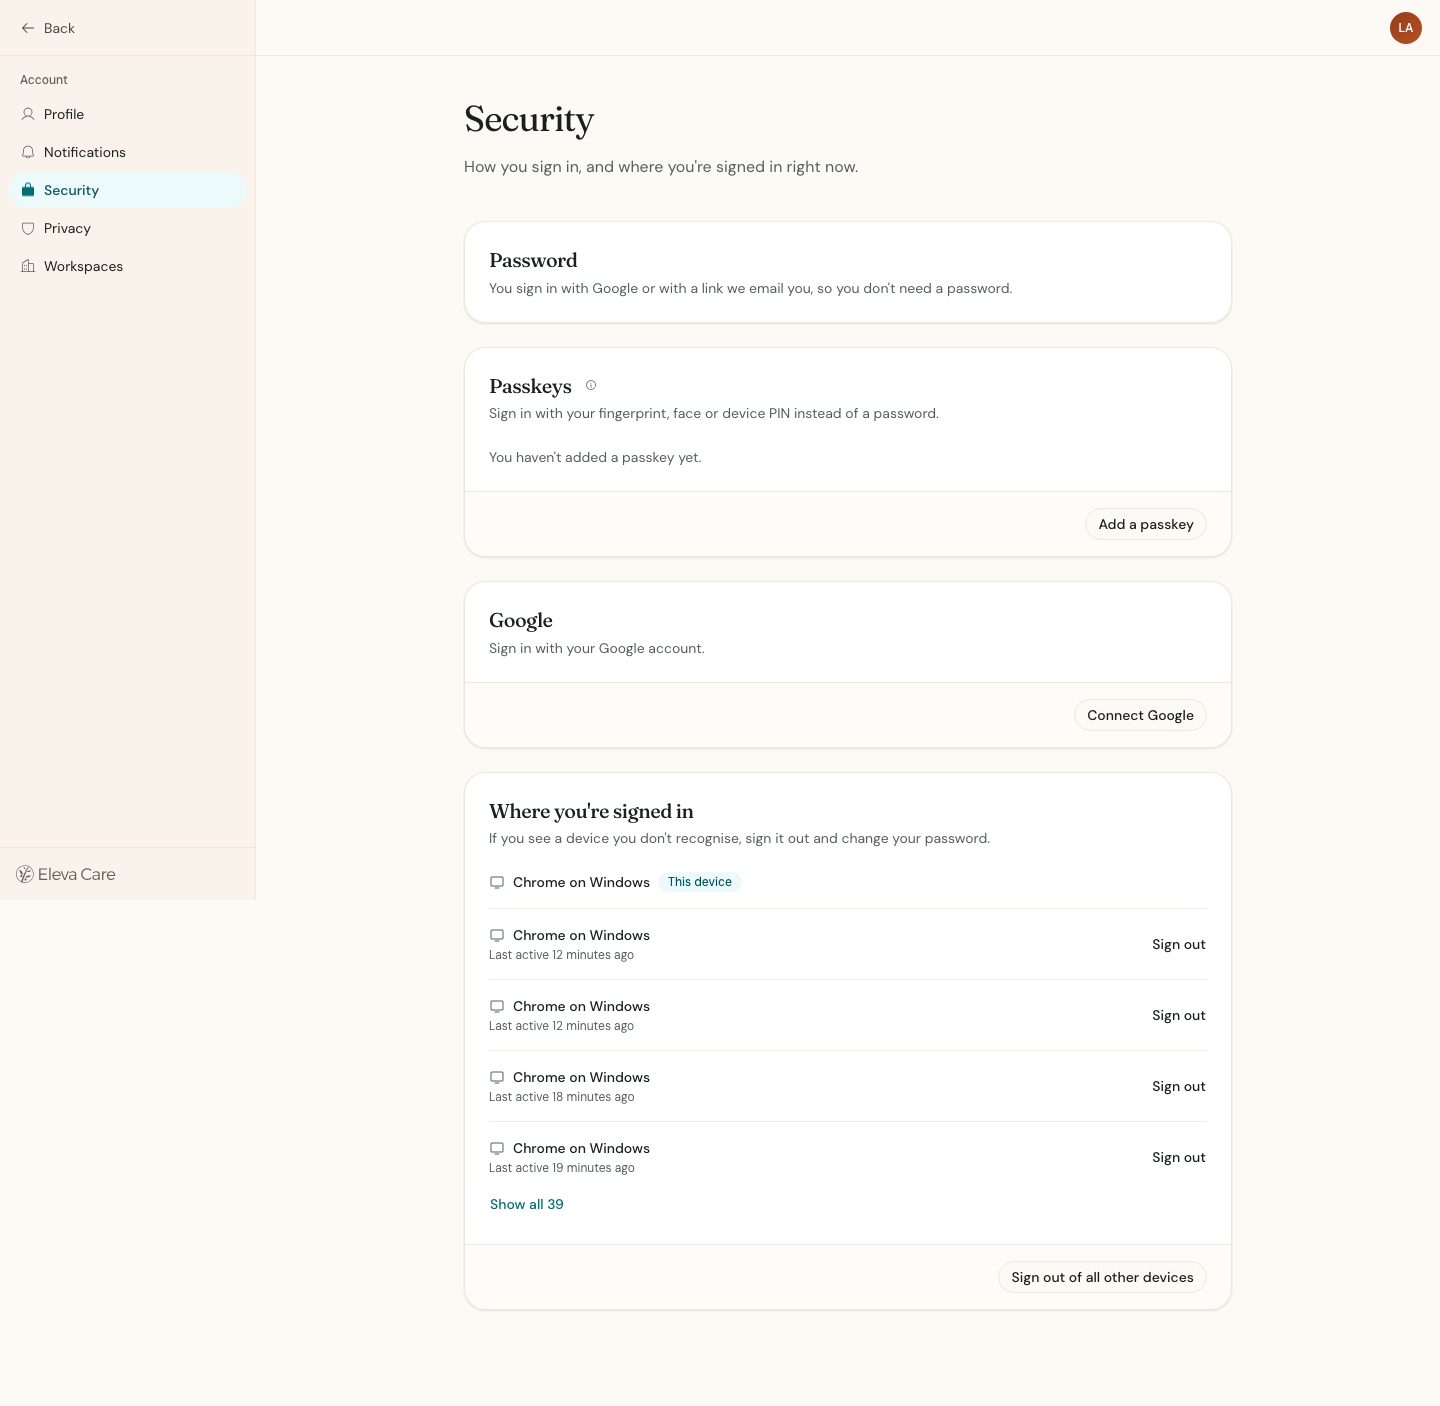 Back
LA
Account
Profile
Notifications
Security
Privacy
Workspaces
Eleva Care
Security
How you sign in, and where you're signed in right now.
Password
You sign in with Google or with a link we email you, so you don't need a password.
Passkeys
Sign in with your fingerprint, face or device PIN instead of a password.
You haven't added a passkey yet.
Add a passkey
Google
Sign in with your Google account.
Connect Google
Where you're signed in
If you see a device you don't recognise, sign it out and change your password.
Chrome on Windows This device
Chrome on Windows
Last active 12 minutes ago
Sign out
Chrome on Windows
Last active 12 minutes ago
Sign out
Chrome on Windows
Last active 18 minutes ago
Sign out
Chrome on Windows
Last active 19 minutes ago
Sign out
Show all 39
Sign out of all other devices